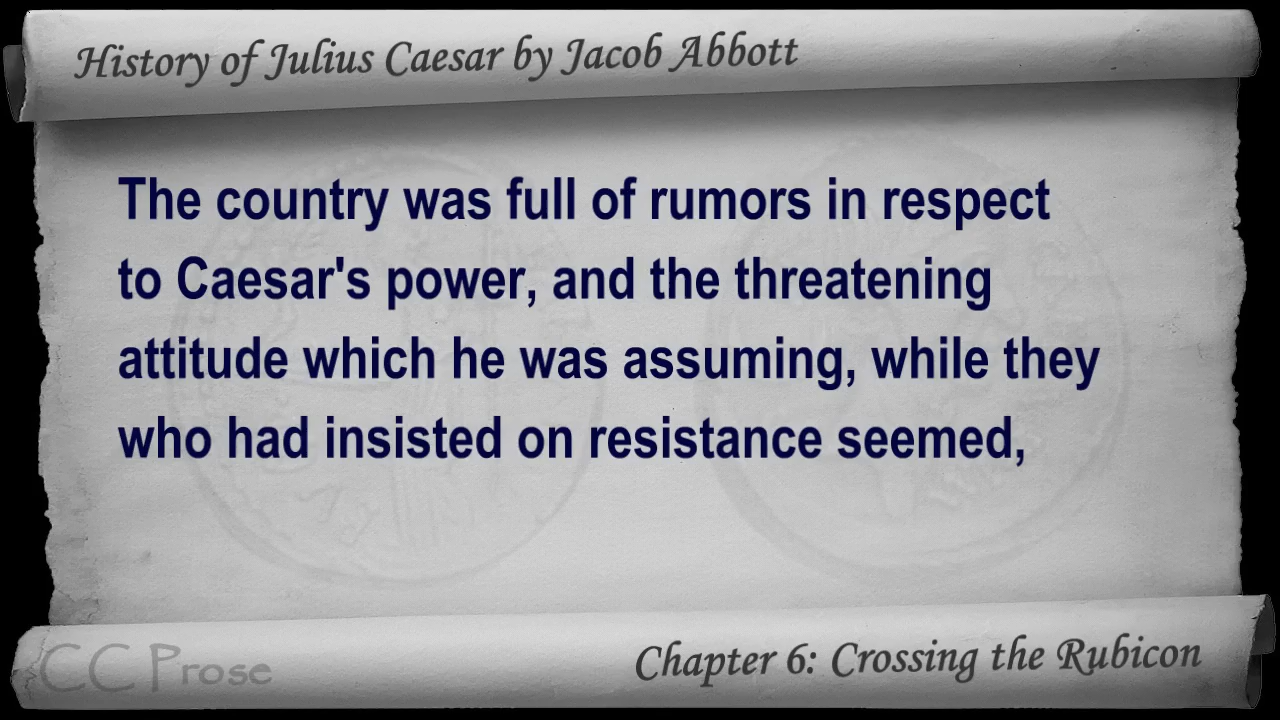 History of Julius Caesar by Jacob Abbott
The country was full of rumors in respect
to Caesar's power, and the threatening
attitude which he was assuming, while they
who had insisted on resistance seemed,
CC Prose
Chapter 6: Crossing the Rubicon